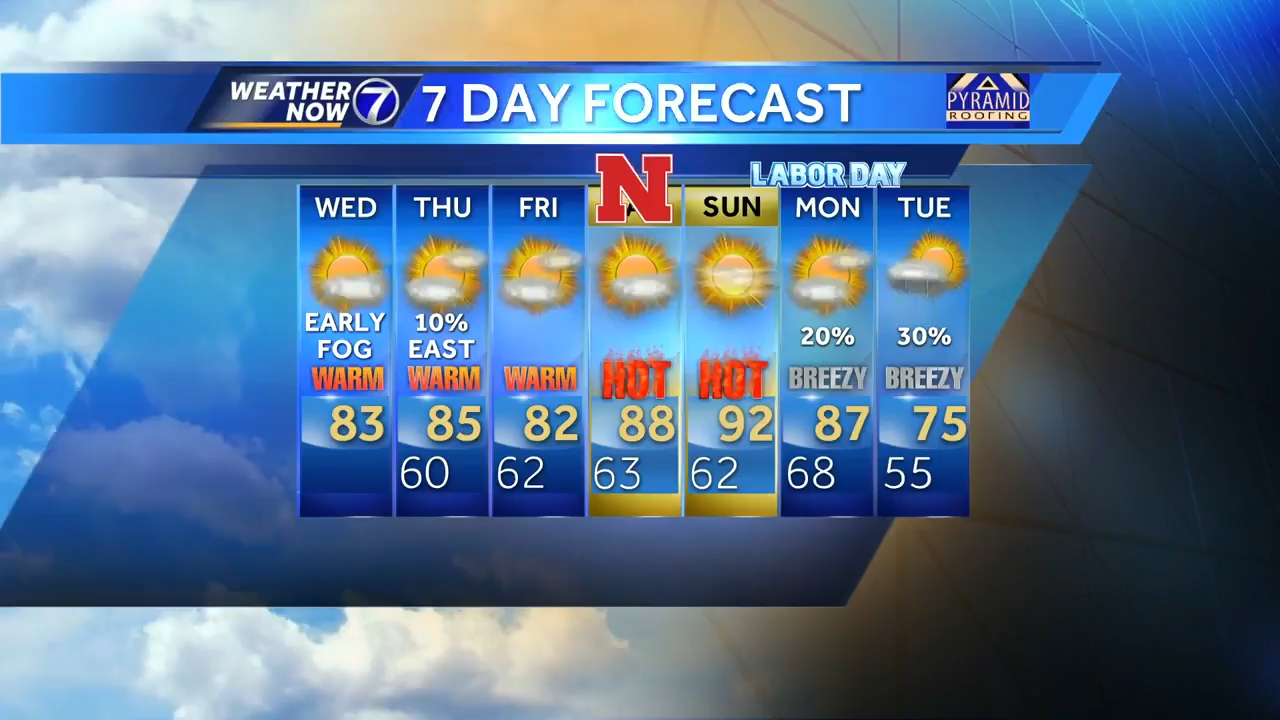 WEATHER
NOW 7
7 DAY FORECAST
PYRAMID
ROOFING
N
LABOR DAY
WED THU FRI SUN MON TUE
EARLY
FOG
10%
EAST
20%
30%
WARM WARM WARM HOT HOT BREEZY BREEZY
83 85 82 88 92 87 75
60 62 63 62 68 55